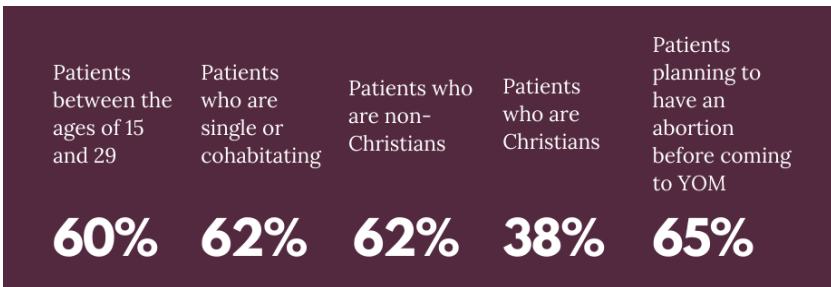 Patients
between the
ages of 15
and 29
60%
Patients
who are
single or
cohabitating
62%
Patients who
are non-
Christians
62%
Patients
who are
Christians
38%
Patients
planning to
have an
abortion
before coming
to YOM
65%